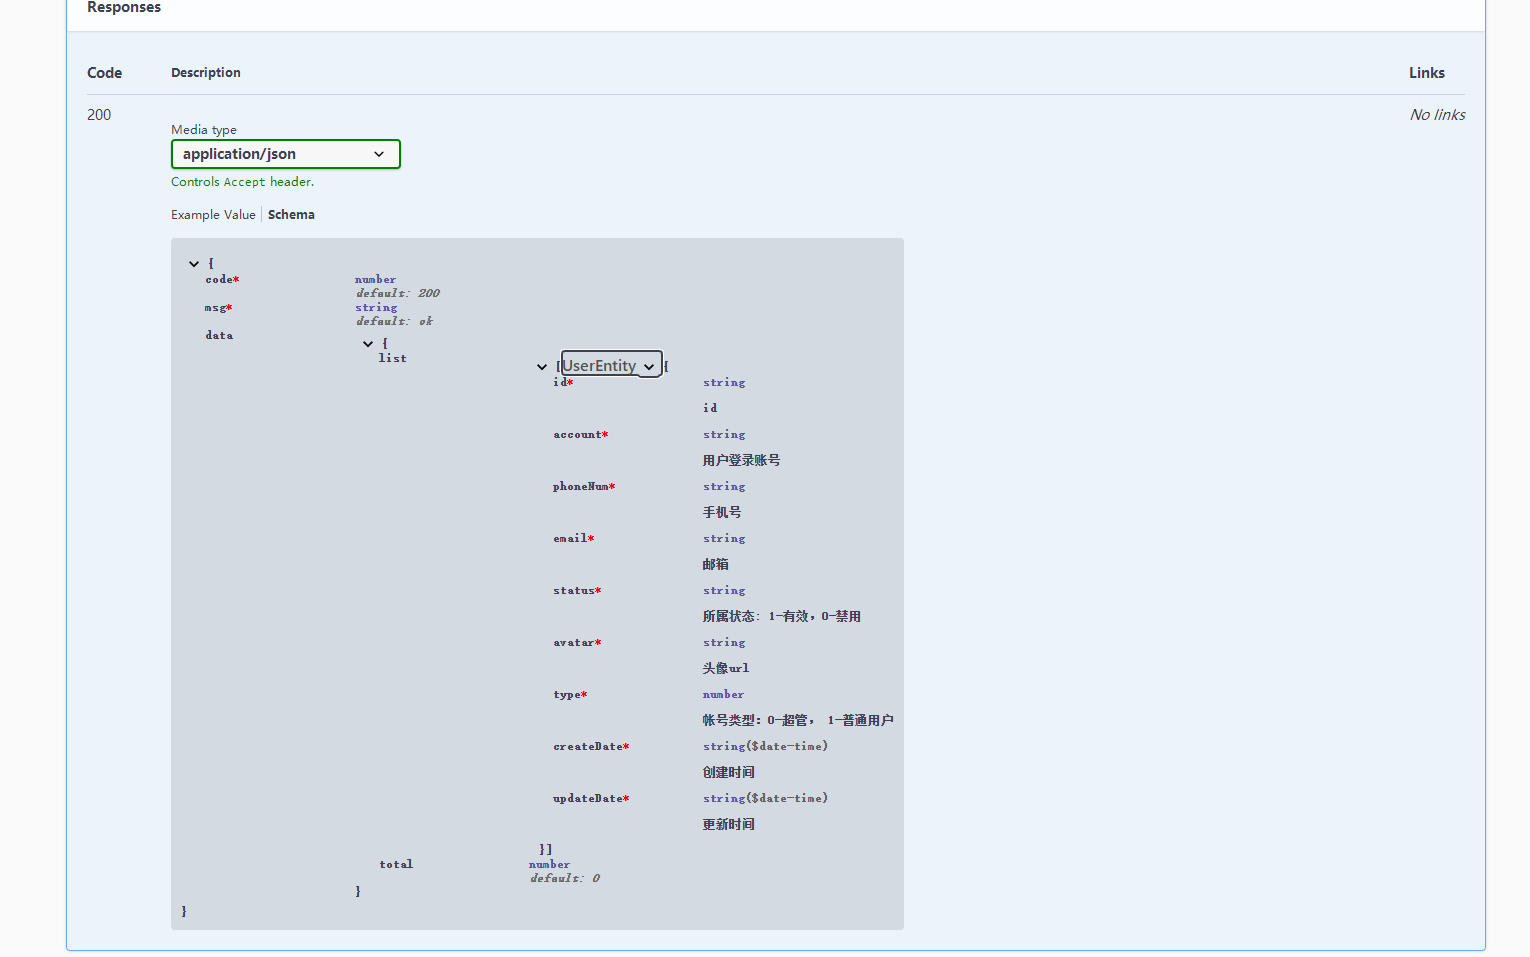 Responses
Code Description Links
200 No links
Media type
application/json
Controls Accept header.
Example Value Schema
{
code* number
default: 200
msg* string
default: ok
data
{
list
[UserEntity {
id* string
id
account* string
用户登录账号
phoneNum* string
手机号
email* string
邮箱
status* string
所属状态: 1-有效，0-禁用
avatar* string
头像url
type* number
帐号类型：0-超管， 1-普通用户
createDate* string($date-time)
创建时间
updateDate* string($date-time)
更新时间
}]
total number
default: 0
}
}